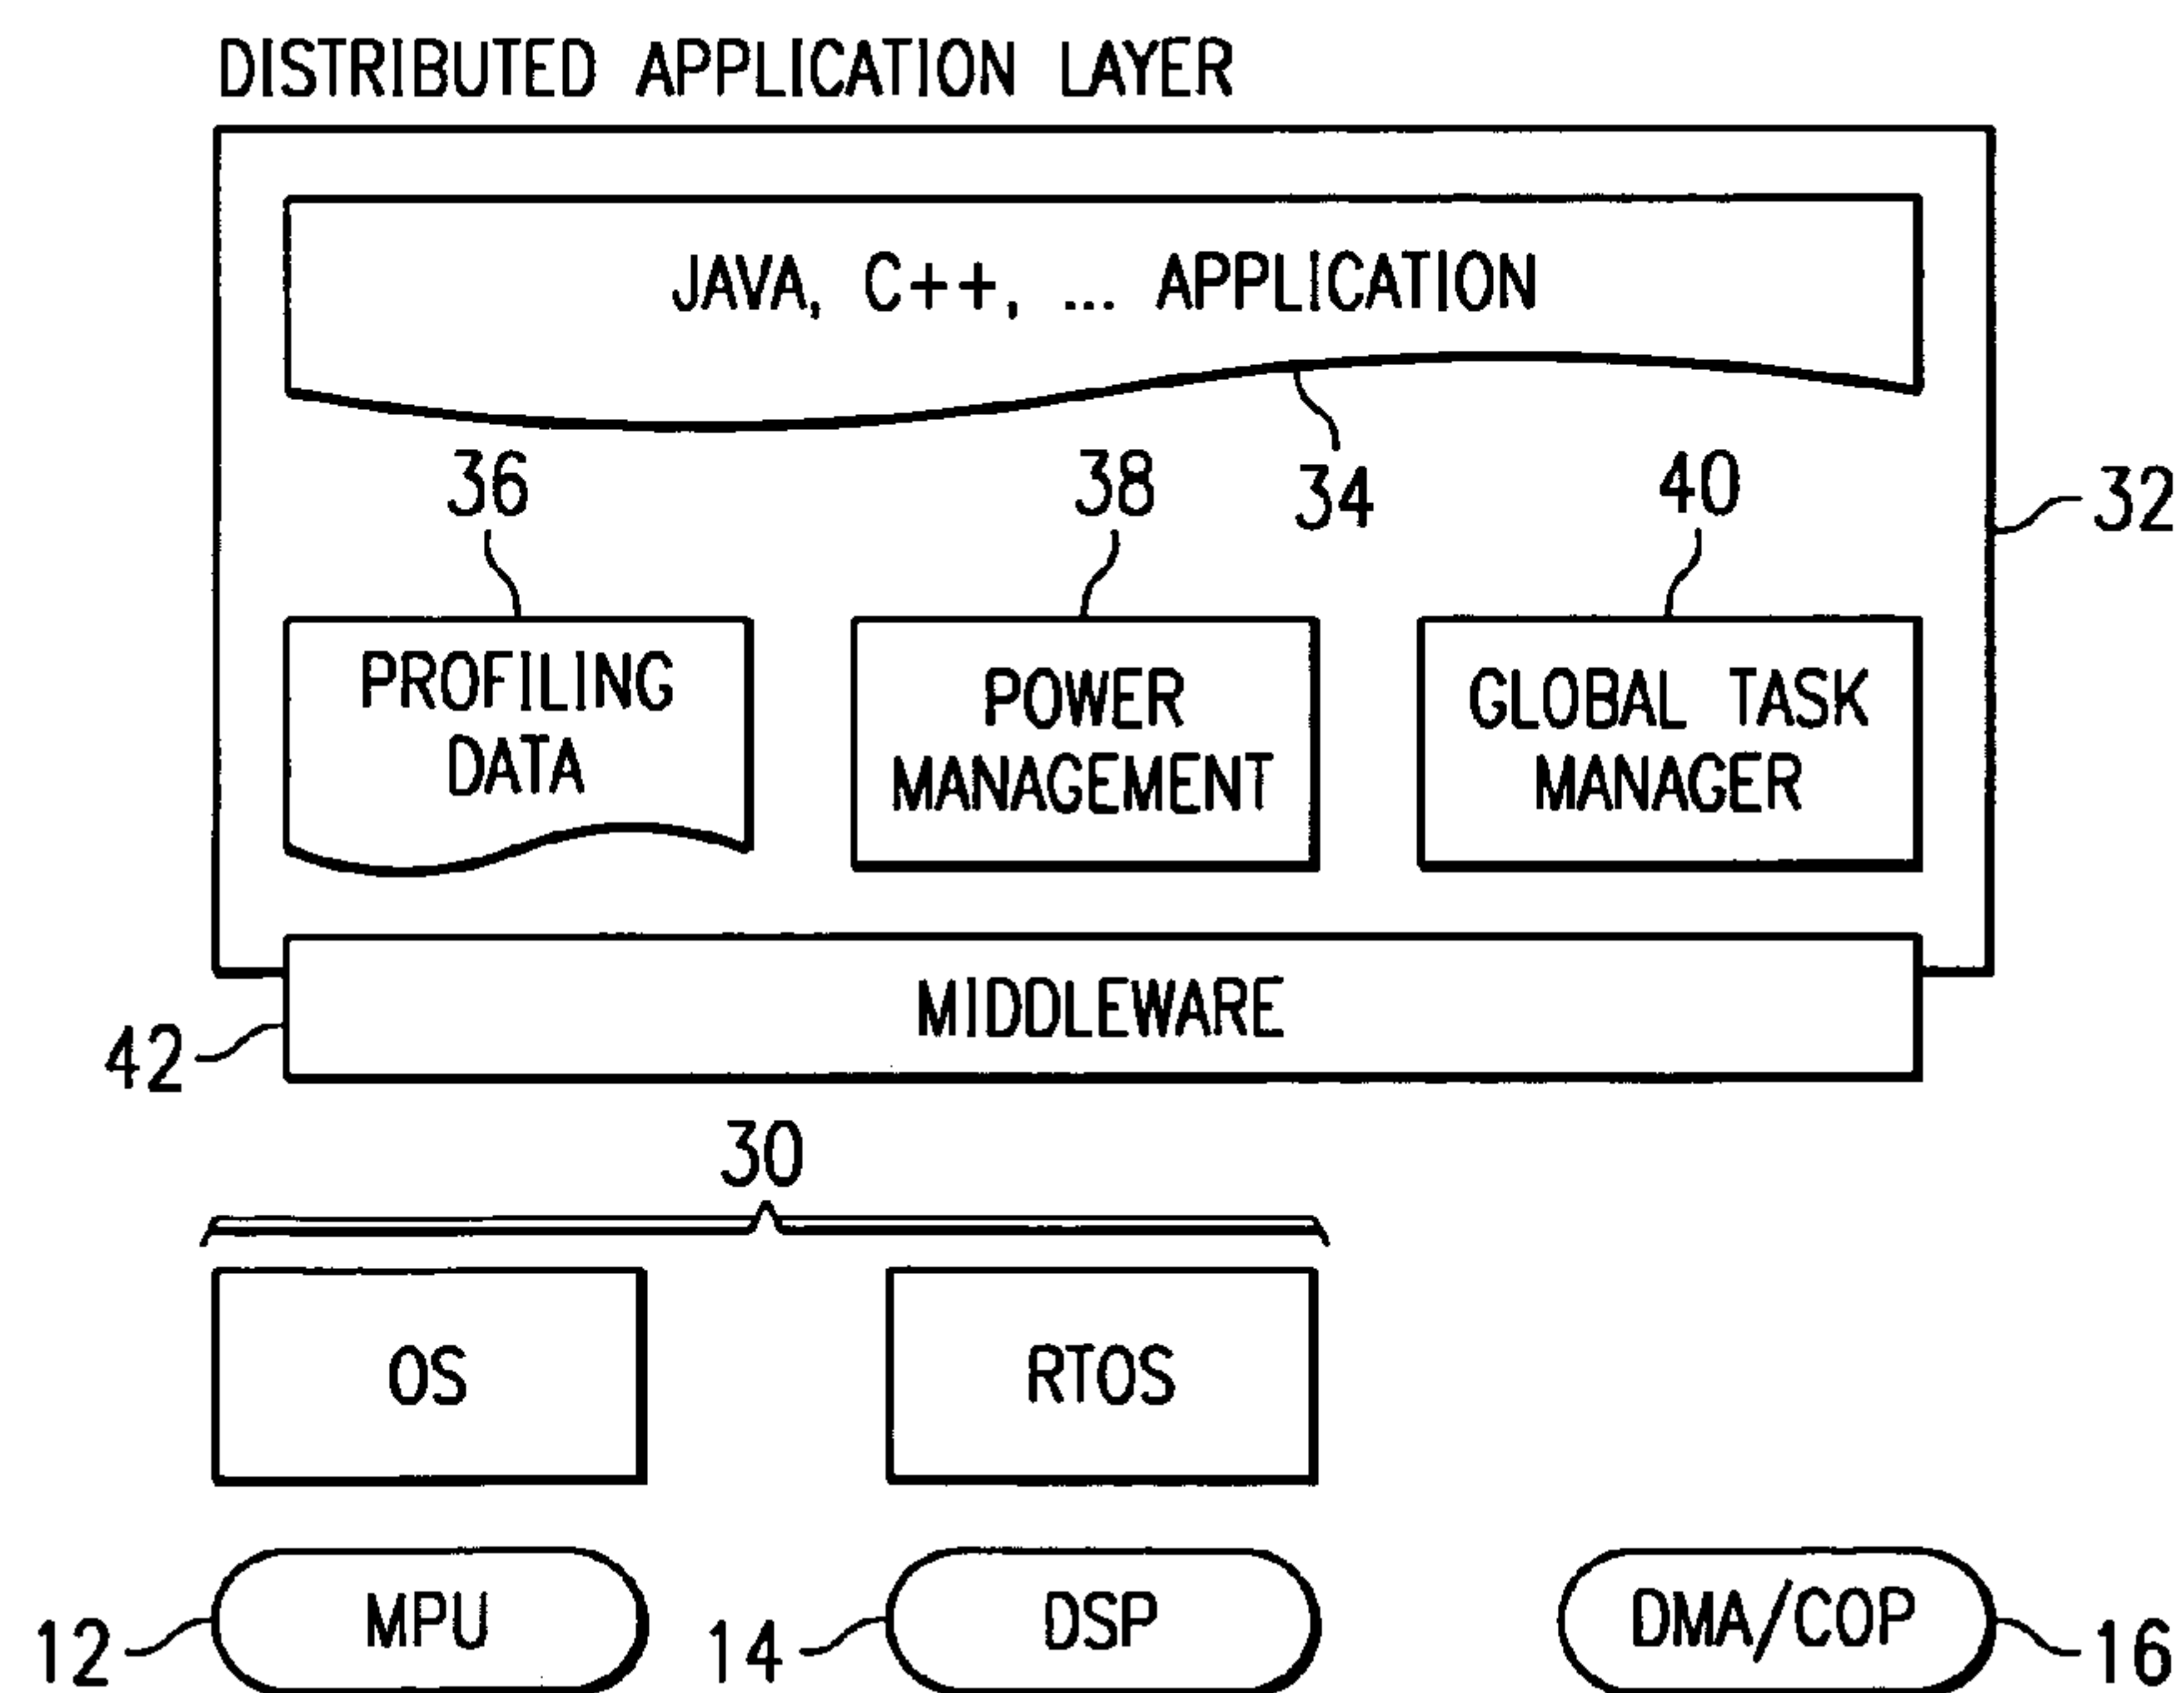 DISTRIBUTED APPLICATION LAYER
JAVA, C++, ... APPLICATION
36
38
34
40
32
PROFILING
DATA
POWER
MANAGEMENT
GLOBAL TASK
MANAGER
MIDDLEWARE
42
30
OS
RTOS
12
MPU
14
DSP
DMA/COP
16